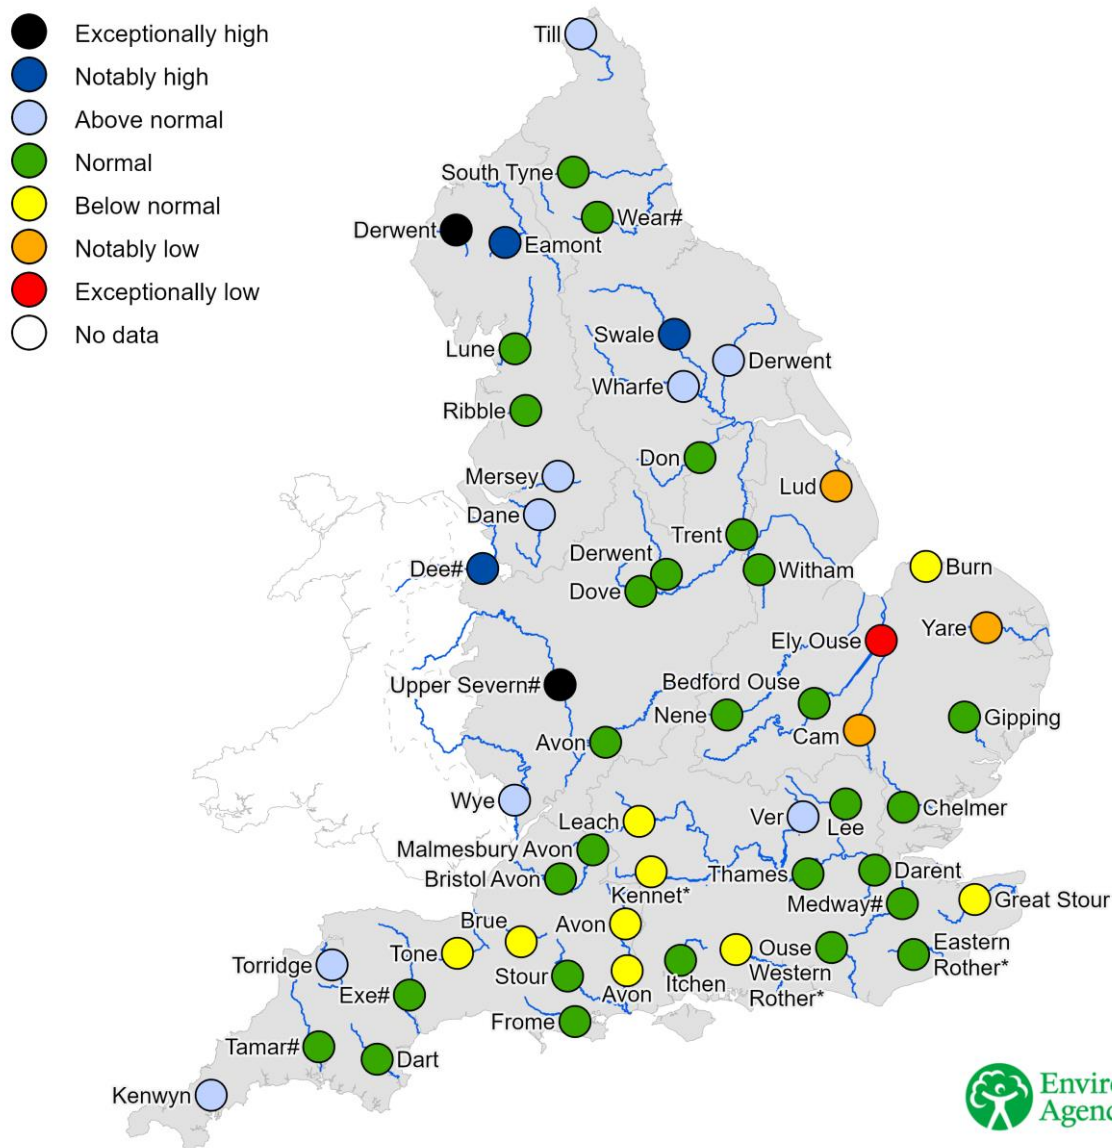 Exceptionally high
Notably high
Above normal
Normal
Below normal
Notably low
Exceptionally low
No data
Till
South Tyne
Wear#
Derwent
Eamont
Swale
Derwent
Lune
Wharfe
Ribble
Don
Mersey
Lud
Dane
Trent
Derwent
Dee#
Witham
Burn
Dove
Yare
Ely Ouse
Bedford Ouse
Upper Severn#
Nene
Gipping
Cam
Avon
Wye
Chelmer
Leach
Ver
Lee
Malmesbury Avon
Bristol Avon
Kennet*
Thames
Darent
Medway#
Great Stour
Brue
Avon
Tone
Ouse
Eastern
Rother*
Torridge
Stour
Avon
Itchen
Western
Rother*
Exe#
Frome
Tamar#
Dart
Kenwyn
Enviro
Agenc